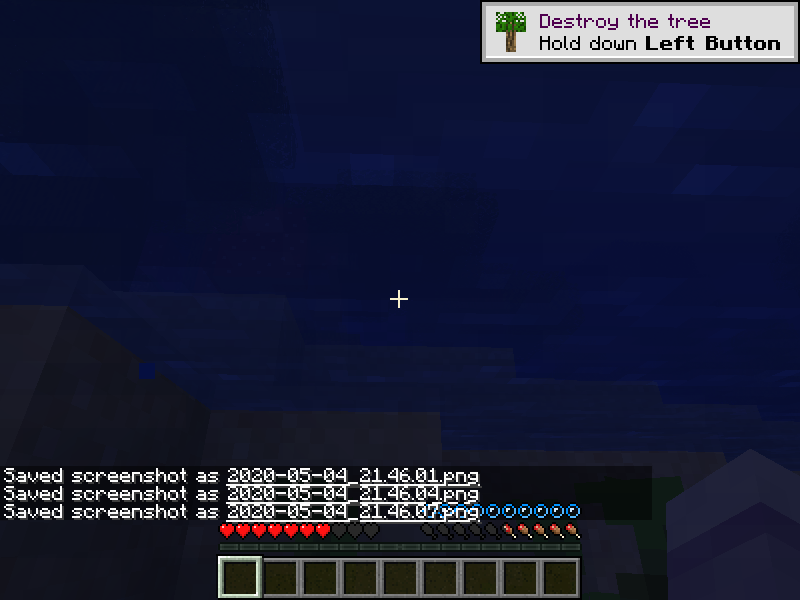 Destroy the tree
Hold down Left Button
Saved screenshot as 2020-05-04_21.46.01.png
Saved screenshot as 2020-05-04_21.46.04.png
Saved screenshot as 2020-05-04_21.46.07.png